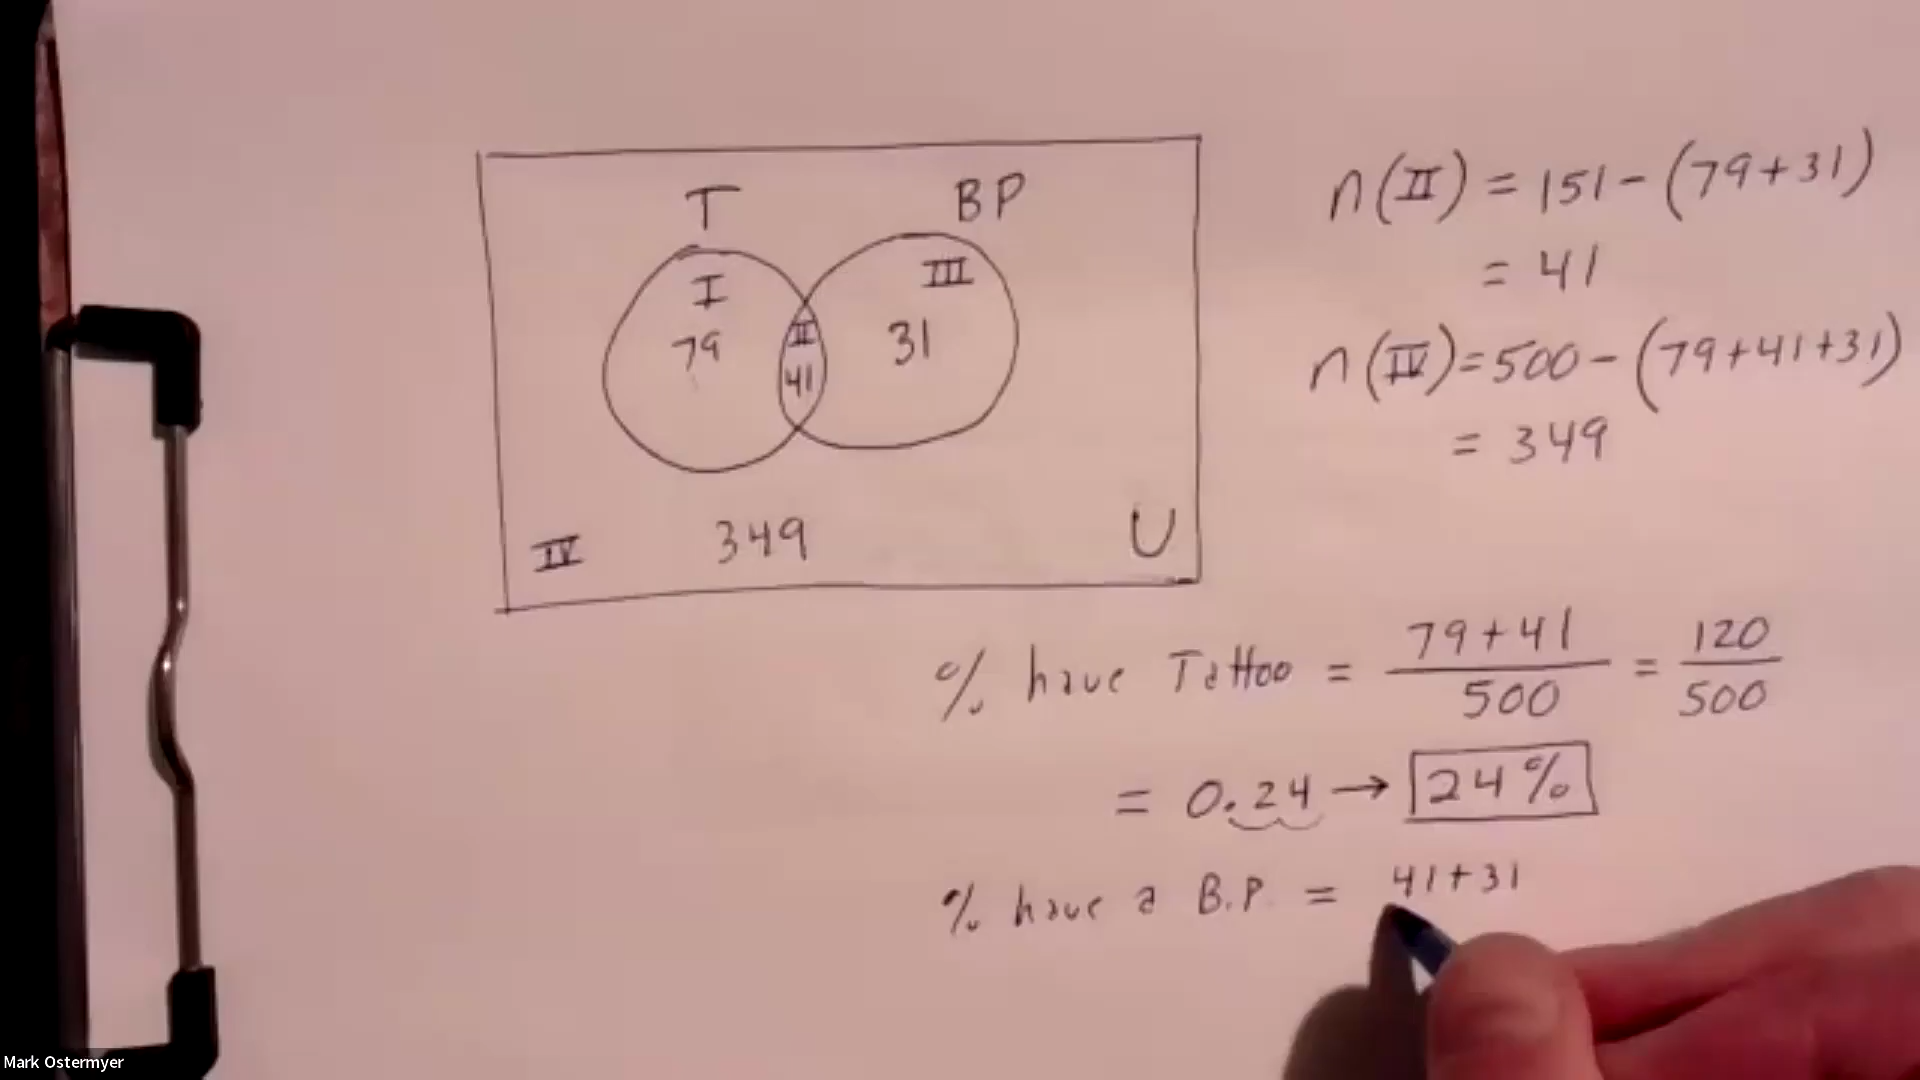 T
BP
I
III
79
II
31
41
IV
349
U
n(II) = 151 - (79+31)
= 41
n(IV) = 500 - (79+41+31)
= 349
% have Tattoo = 79+41 / 500 = 120 / 500
= 0.24 → 24%
% have a B.P. = 41+31
Mark Ostermyer